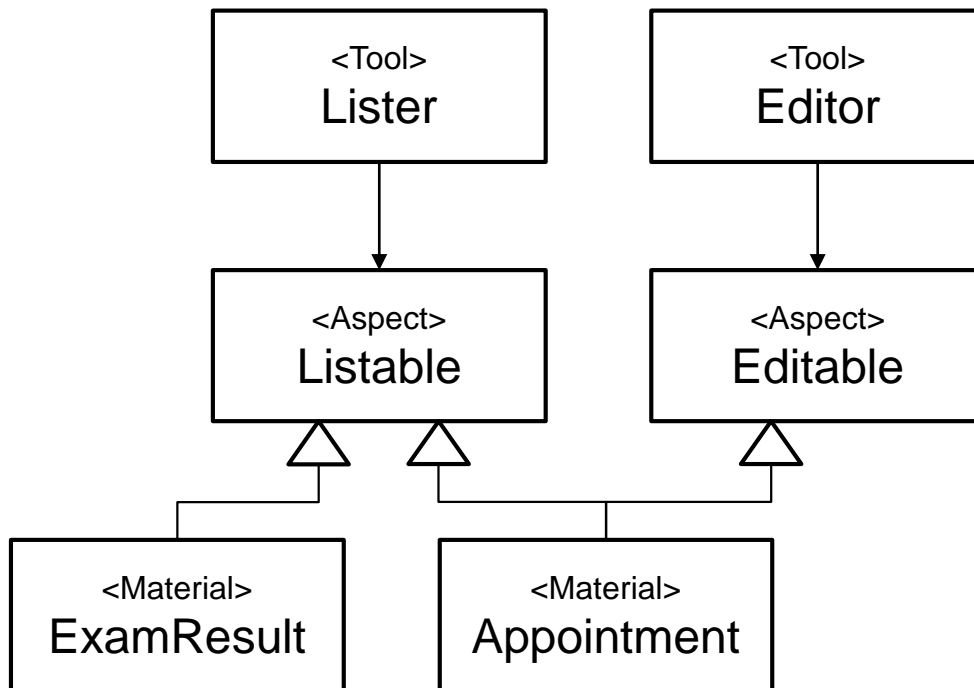 <Tool>
Lister
<Tool>
Editor
<Aspect>
Listable
<Aspect>
Editable
<Material>
ExamResult
<Material>
Appointment